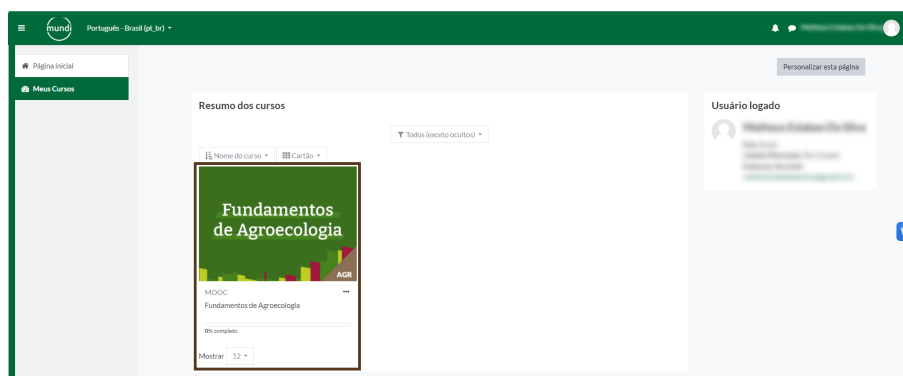 mundi
Português - Brasil (pt_br)
Página inicial
Meus Cursos
Personalizar esta página
Resumo dos cursos
Todos (exceto ocultos)
Nome do curso
Cartão
Fundamentos
de Agroecologia
AGR
MOOC
Fundamentos de Agroecologia
0% completo
Mostrar 12
Usuário logado